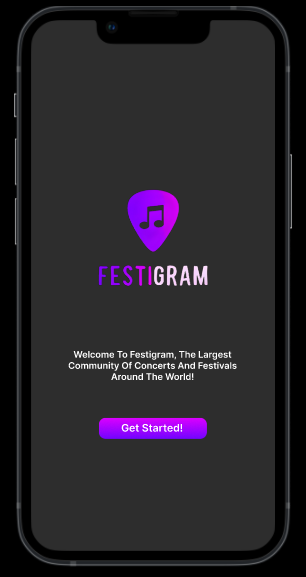 FESTIGRAM
Welcome To Festigram, The Largest
Community Of Concerts And Festivals
Around The World!
Get Started!